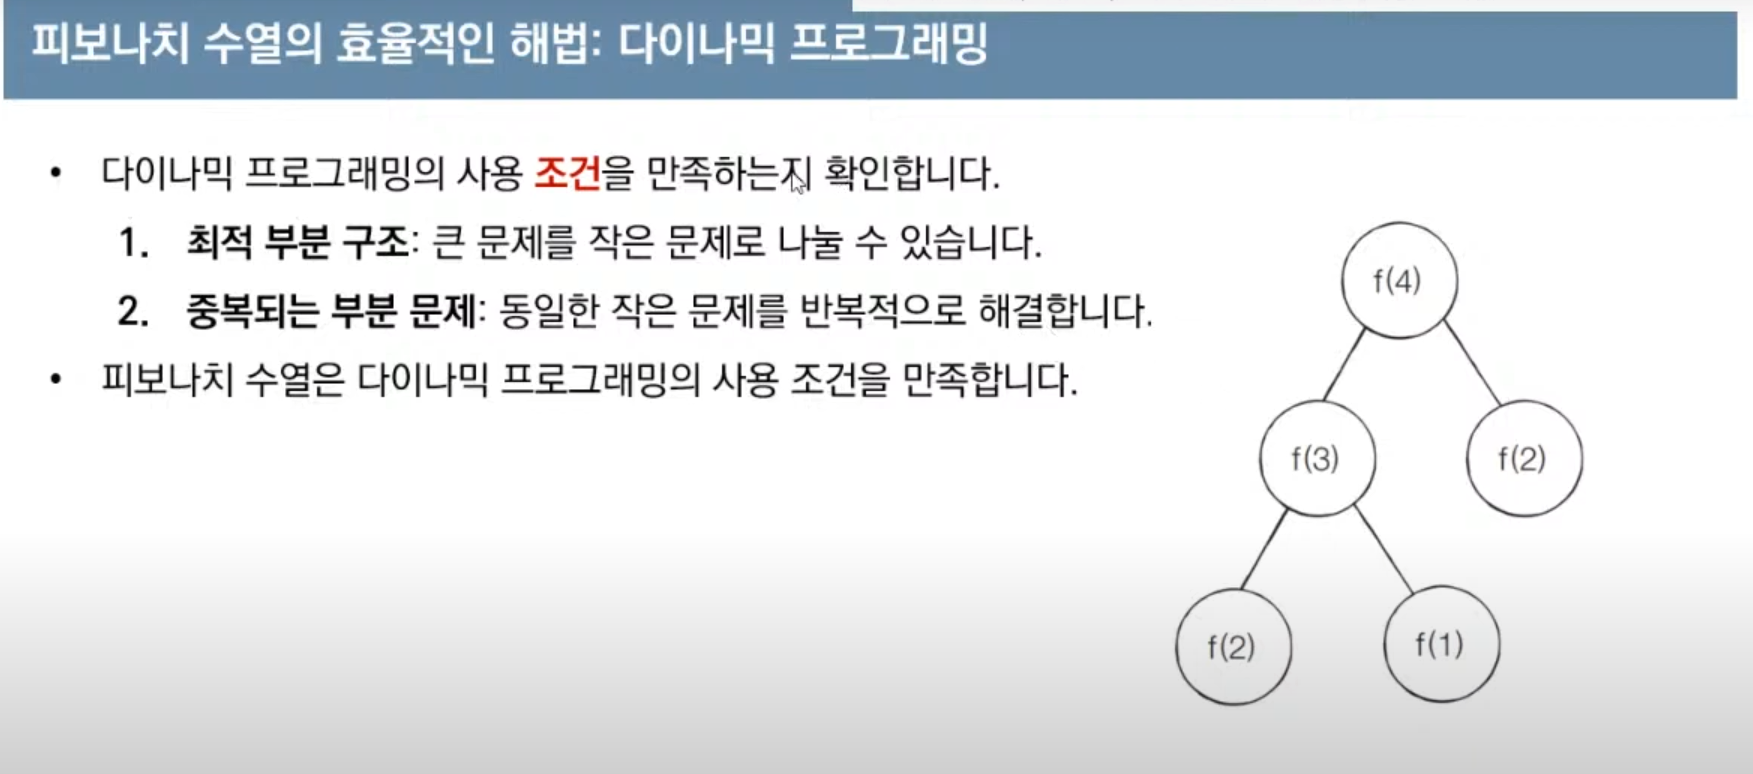 피보나치 수열의 효율적인 해법: 다이나믹 프로그래밍
• 다이나믹 프로그래밍의 사용 조건을 만족하는지 확인합니다.
1. 최적 부분 구조: 큰 문제를 작은 문제로 나눌 수 있습니다.
2. 중복되는 부분 문제: 동일한 작은 문제를 반복적으로 해결합니다.
• 피보나치 수열은 다이나믹 프로그래밍의 사용 조건을 만족합니다.
f(4)
f(3)
f(2)
f(2)
f(1)